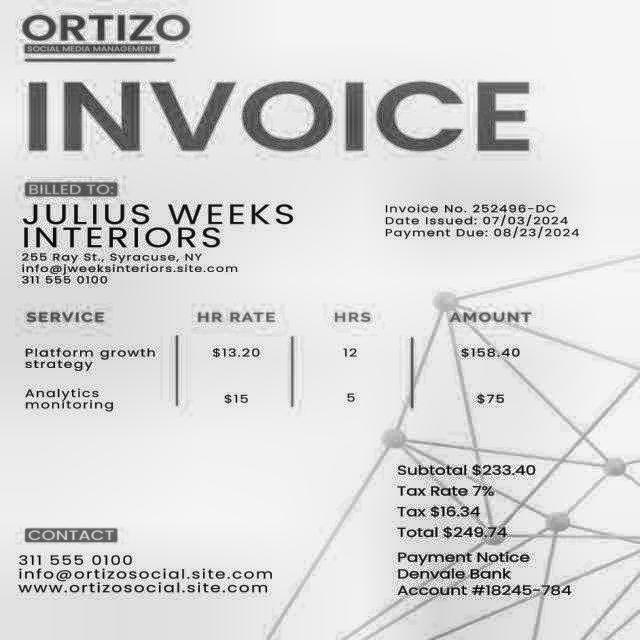 ORTIZO
SOCIAL MEDIA MANAGEMENT
INVOICE
BILLED TO:
JULIUS WEEKS
INTERIORS
255 Ray St., Syracuse, NY
info@jweeksinteriors.site.com
311 555 0100
Invoice No. 252496-DC
Date Issued: 07/03/2024
Payment Due: 08/23/2024
SERVICE HR RATE HRS AMOUNT
Platform growth strategy $13.20 12 $158.40
Analytics monitoring $15 5 $75
Subtotal $233.40
Tax Rate 7%
Tax $16.34
Total $249.74
CONTACT
311 555 0100
info@ortizosocial.site.com
www.ortizosocial.site.com
Payment Notice
Denvale Bank
Account #18245-784